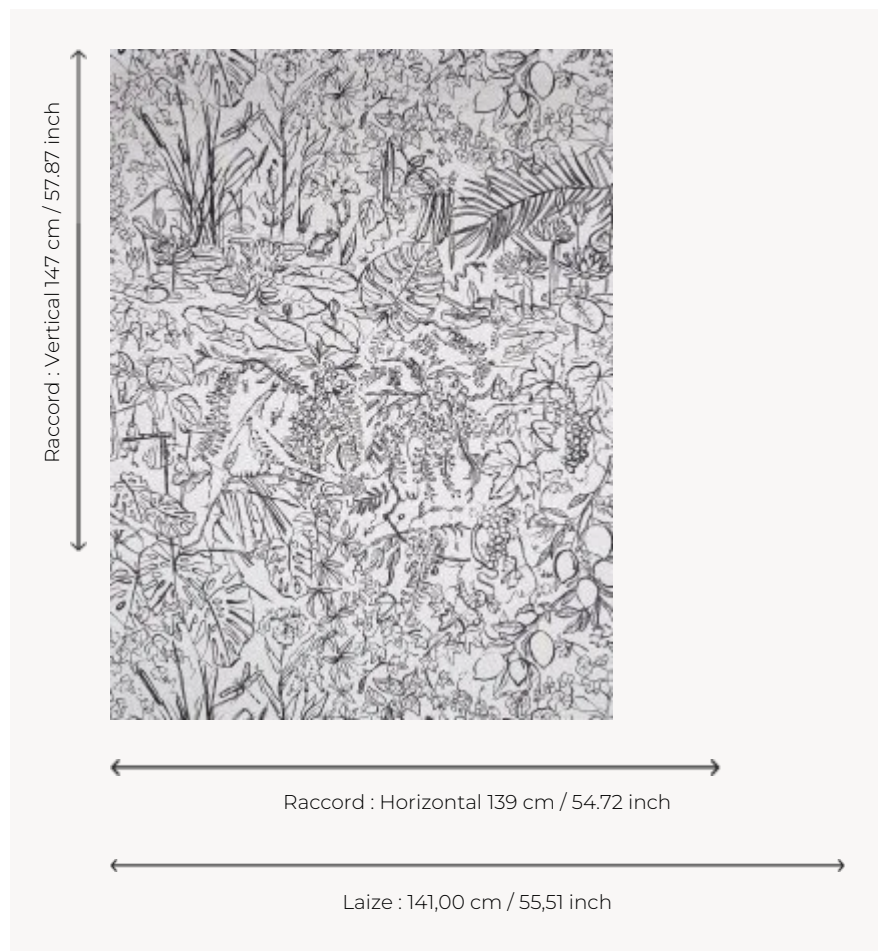 Raccord : Vertical 147 cm / 57.87 inch
Raccord : Horizontal 139 cm / 54.72 inch
Laize : 141,00 cm / 55,51 inch